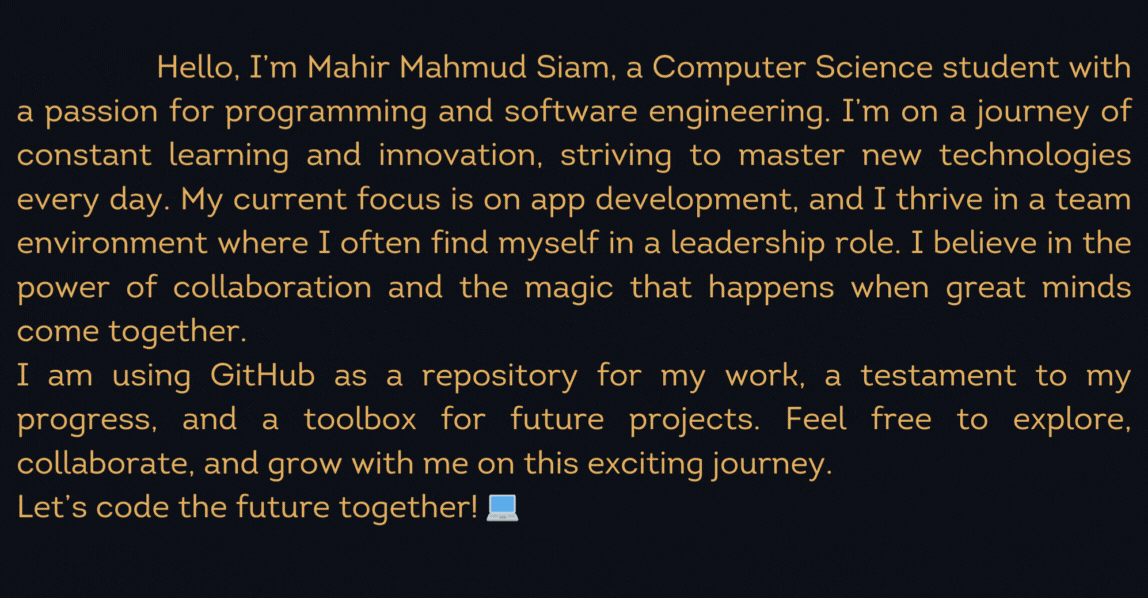 Hello, I’m Mahir Mahmud Siam, a Computer Science student with
a passion for programming and software engineering. I’m on a journey of
constant learning and innovation, striving to master new technologies
every day. My current focus is on app development, and I thrive in a team
environment where I often find myself in a leadership role. I believe in the
power of collaboration and the magic that happens when great minds
come together.
I am using GitHub as a repository for my work, a testament to my
progress, and a toolbox for future projects. Feel free to explore,
collaborate, and grow with me on this exciting journey.
Let’s code the future together! 💻